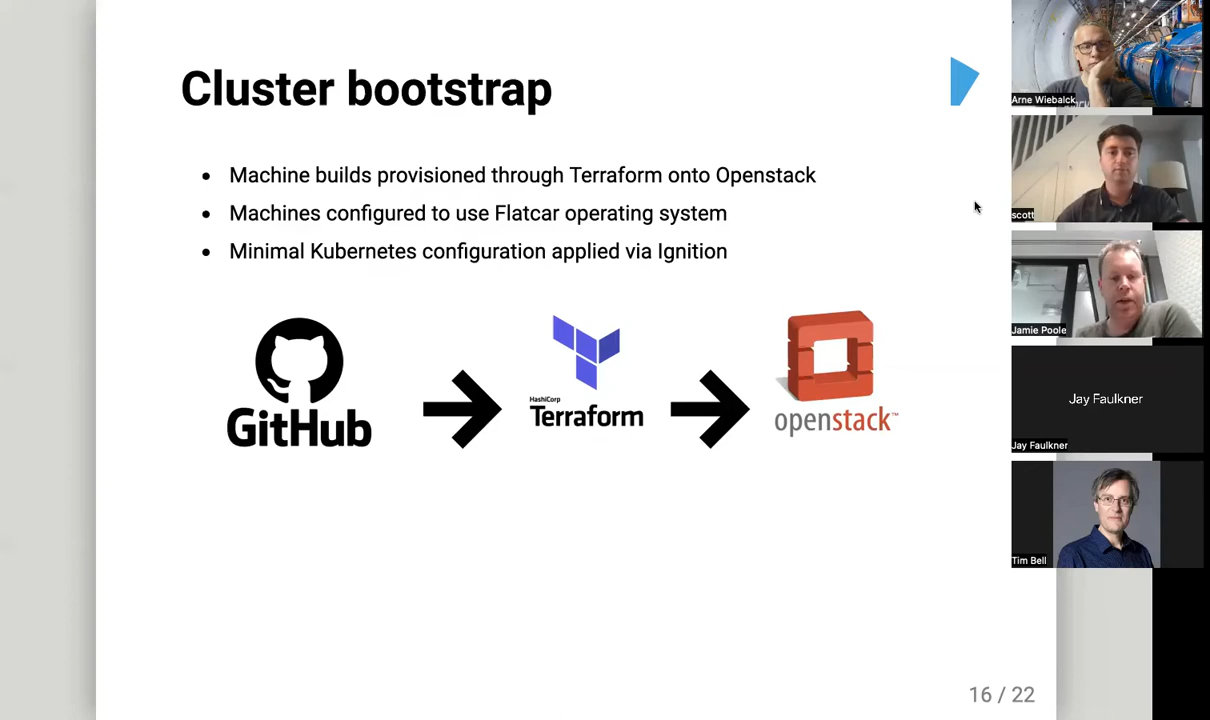 Cluster bootstrap
• Machine builds provisioned through Terraform onto Openstack
• Machines configured to use Flatcar operating system
• Minimal Kubernetes configuration applied via Ignition
GitHub
HashiCorp
Terraform
openstack™
16 / 22
Arne Wiebalck
scott
Jamie Poole
Jay Faulkner
Jay Faulkner
Tim Bell